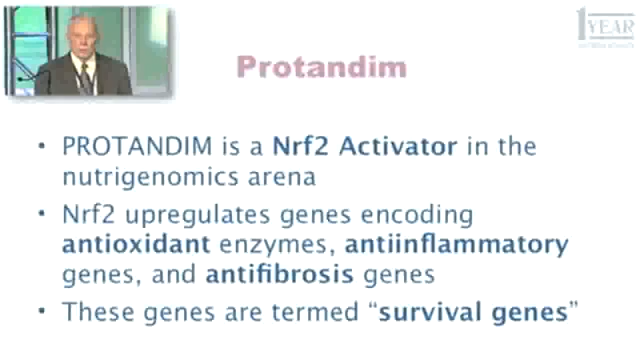 1 YEAR
Protandim
• PROTANDIM is a Nrf2 Activator in the
nutrigenomics arena
• Nrf2 upregulates genes encoding
antioxidant enzymes, antiinflammatory
genes, and antifibrosis genes
• These genes are termed “survival genes”